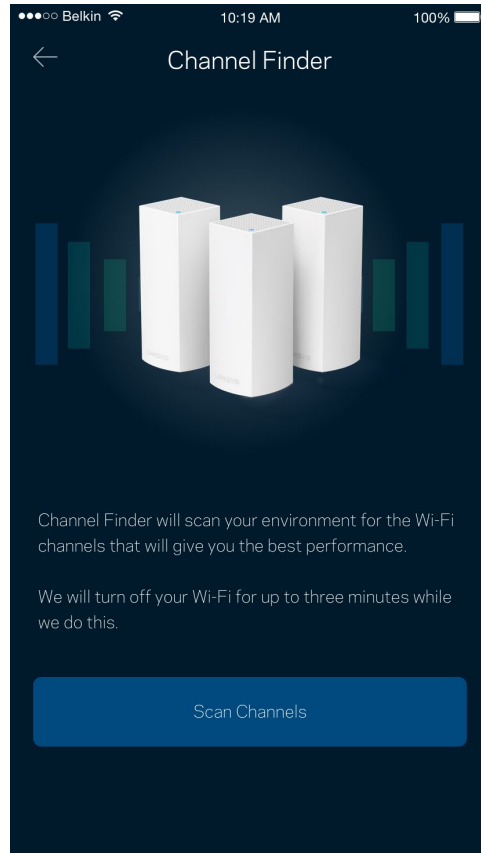 Belkin 10:19 AM 100%
Channel Finder
Channel Finder will scan your environment for the Wi-Fi
channels that will give you the best performance.
We will turn off your Wi-Fi for up to three minutes while
we do this.
Scan Channels